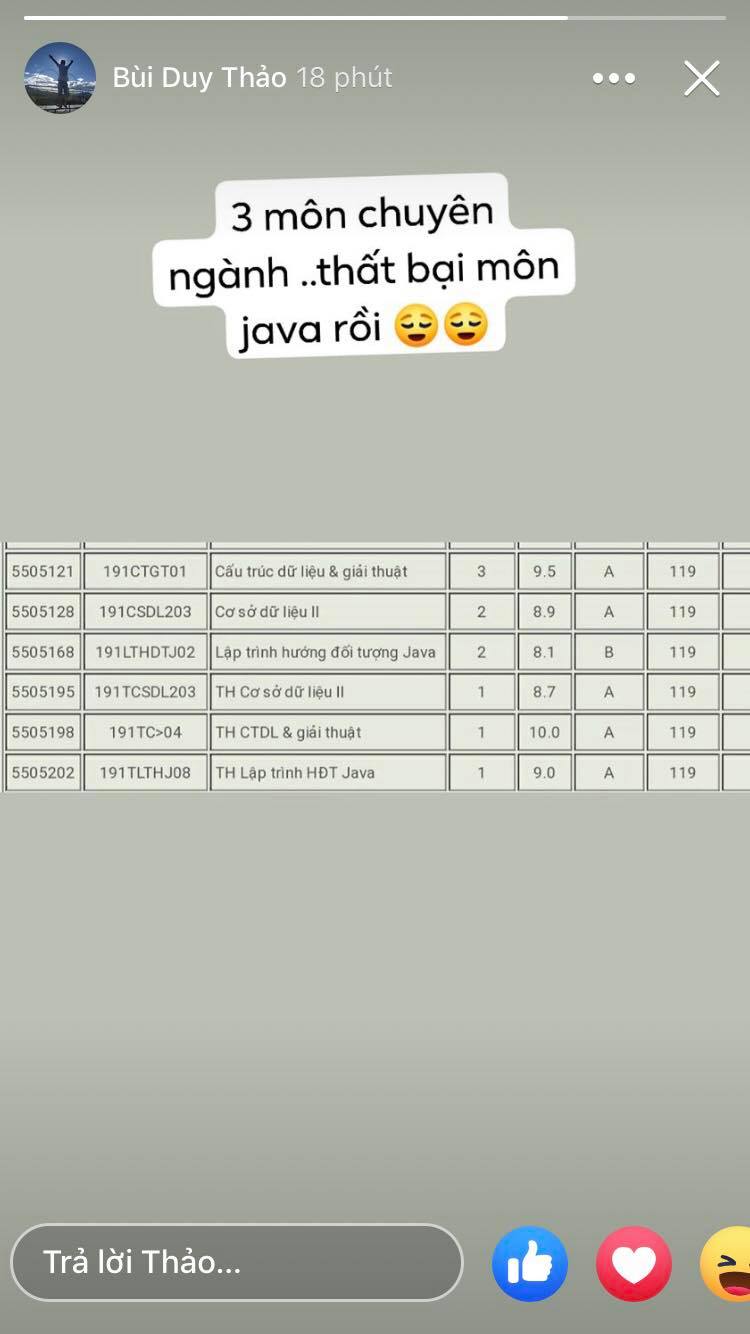 Bùi Duy Thảo 18 phút
3 môn chuyên
ngành ..thất bại môn
java rồi 😌😌
5505121 191CTGT01 Cấu trúc dữ liệu & giải thuật 3 9.5 A 119
5505128 191CSDL203 Cơ sở dữ liệu II 2 8.9 A 119
5505168 191LTHDTJ02 Lập trình hướng đối tượng Java 2 8.1 B 119
5505195 191TCSDL203 TH Cơ sở dữ liệu II 1 8.7 A 119
5505198 191TC>04 TH CTDL & giải thuật 1 10.0 A 119
5505202 191TLTHJ08 TH Lập trình HĐT Java 1 9.0 A 119
Trả lời Thảo...